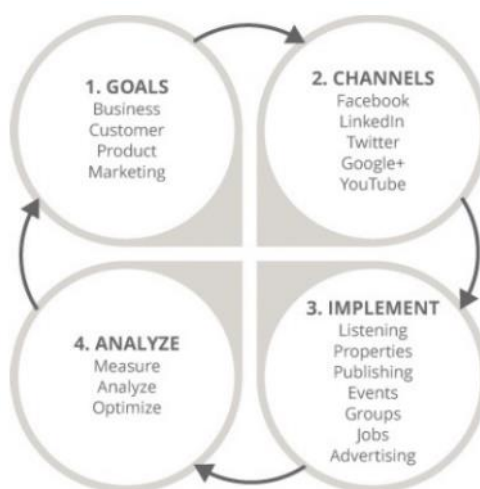 1. GOALS
Business
Customer
Product
Marketing
2. CHANNELS
Facebook
LinkedIn
Twitter
Google+
YouTube
3. IMPLEMENT
Listening
Properties
Publishing
Events
Groups
Jobs
Advertising
4. ANALYZE
Measure
Analyze
Optimize